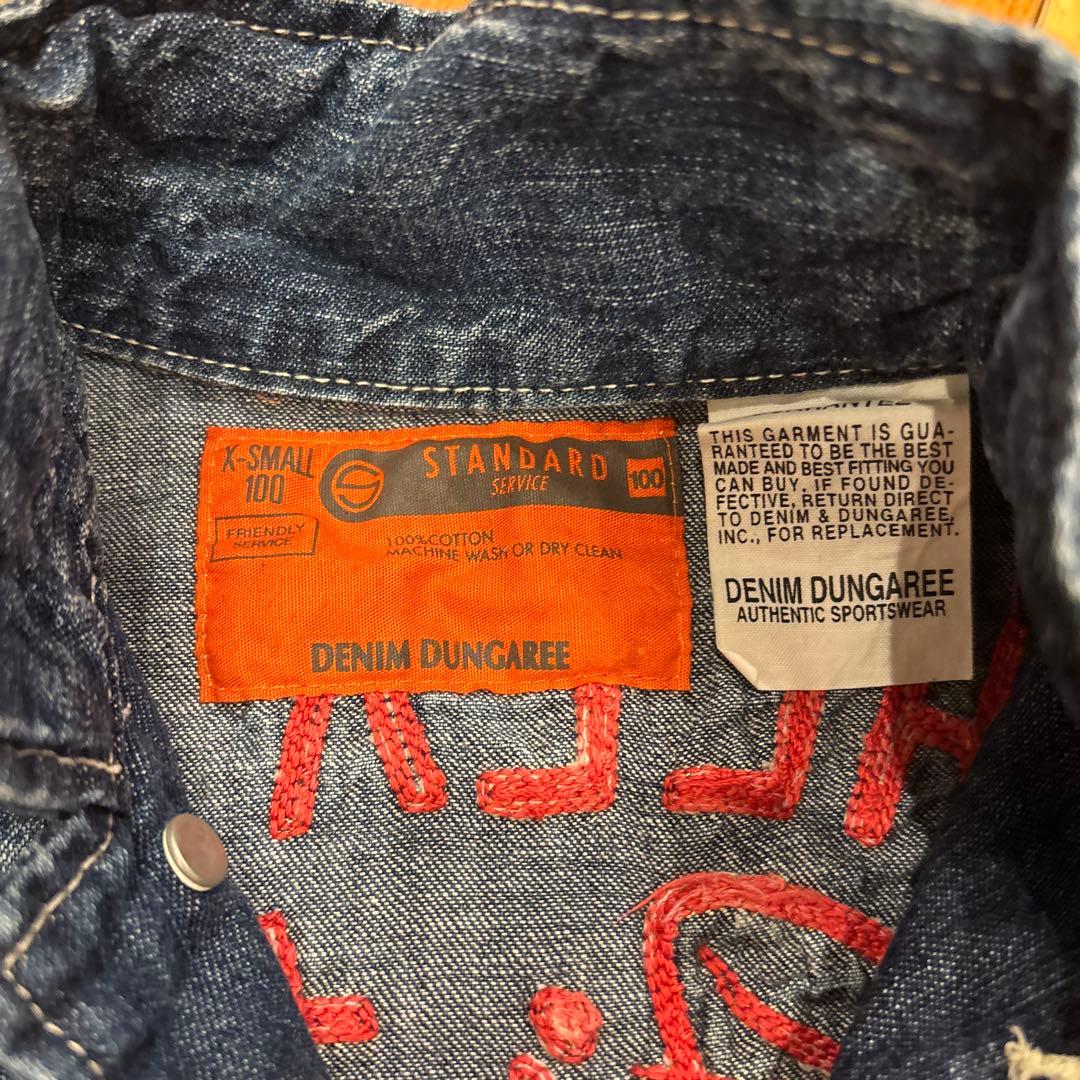 X-SMALL
100
STANDARD
SERVICE
100
FRIENDLY
SERVICE
100% COTTON
MACHINE WASH OR DRY CLEAN
DENIM DUNGAREE
GUARANTEE
THIS GARMENT IS GUA-
RANTEED TO BE THE BEST
MADE AND BEST FITTING YOU
CAN BUY, IF FOUND DE-
FECTIVE, RETURN DIRECT
TO DENIM & DUNGAREE,
INC., FOR REPLACEMENT.
DENIM DUNGAREE
AUTHENTIC SPORTSWEAR